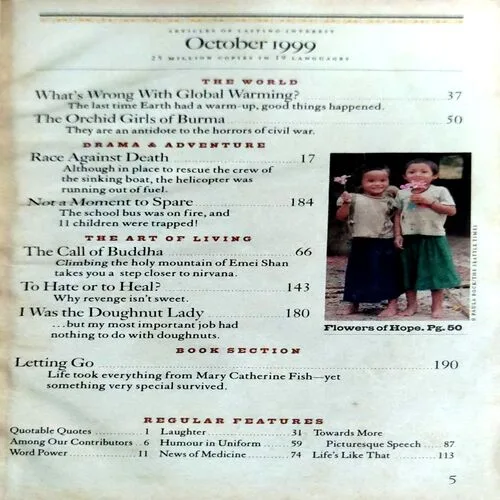 ARTICLES OF LASTING INTEREST
October 1999
25 MILLION COPIES IN 19 LANGUAGES
THE WORLD
What's Wrong With Global Warming? 37
The last time Earth had a warm-up, good things happened.
The Orchid Girls of Burma 50
They are an antidote to the horrors of civil war.
DRAMA & ADVENTURE
Race Against Death 17
Although in place to rescue the crew of
the sinking boat, the helicopter was
running out of fuel.
Not a Moment to Spare 184
The school bus was on fire, and
11 children were trapped!
THE ART OF LIVING
The Call of Buddha 66
Climbing the holy mountain of Emei Shan
takes you a step closer to nirvana.
To Hate or to Heal? 143
Why revenge isn't sweet.
I Was the Doughnut Lady 180
...but my most important job had
nothing to do with doughnuts.
© PAULA BOCK/THE SEATTLE TIMES
Flowers of Hope. Pg. 50
BOOK SECTION
Letting Go 190
Life took everything from Mary Catherine Fish—yet
something very special survived.
REGULAR FEATURES
Quotable Quotes 1 Laughter 31 Towards More
Among Our Contributors 6 Humour in Uniform 59 Picturesque Speech 87
Word Power 11 News of Medicine 74 Life's Like That 113
5